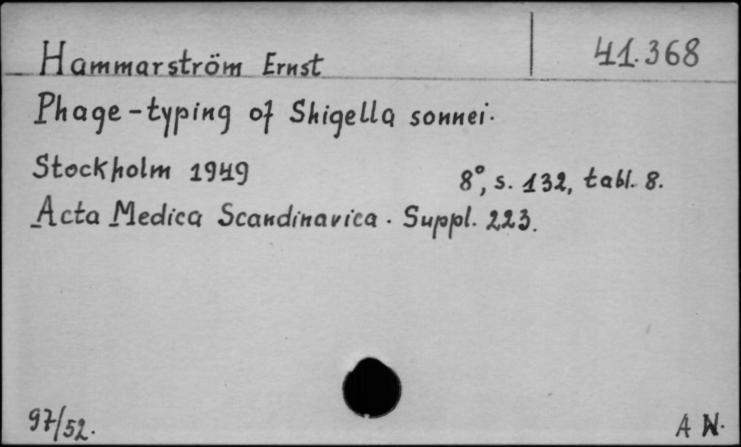 Hammarström Ernst 41.368
Phage-typing of Shigella sonnei.
Stockholm 1949 8°, s. 132, tabl. 8.
Acta Medica Scandinavica. Suppl. 223.
97/52. A W.